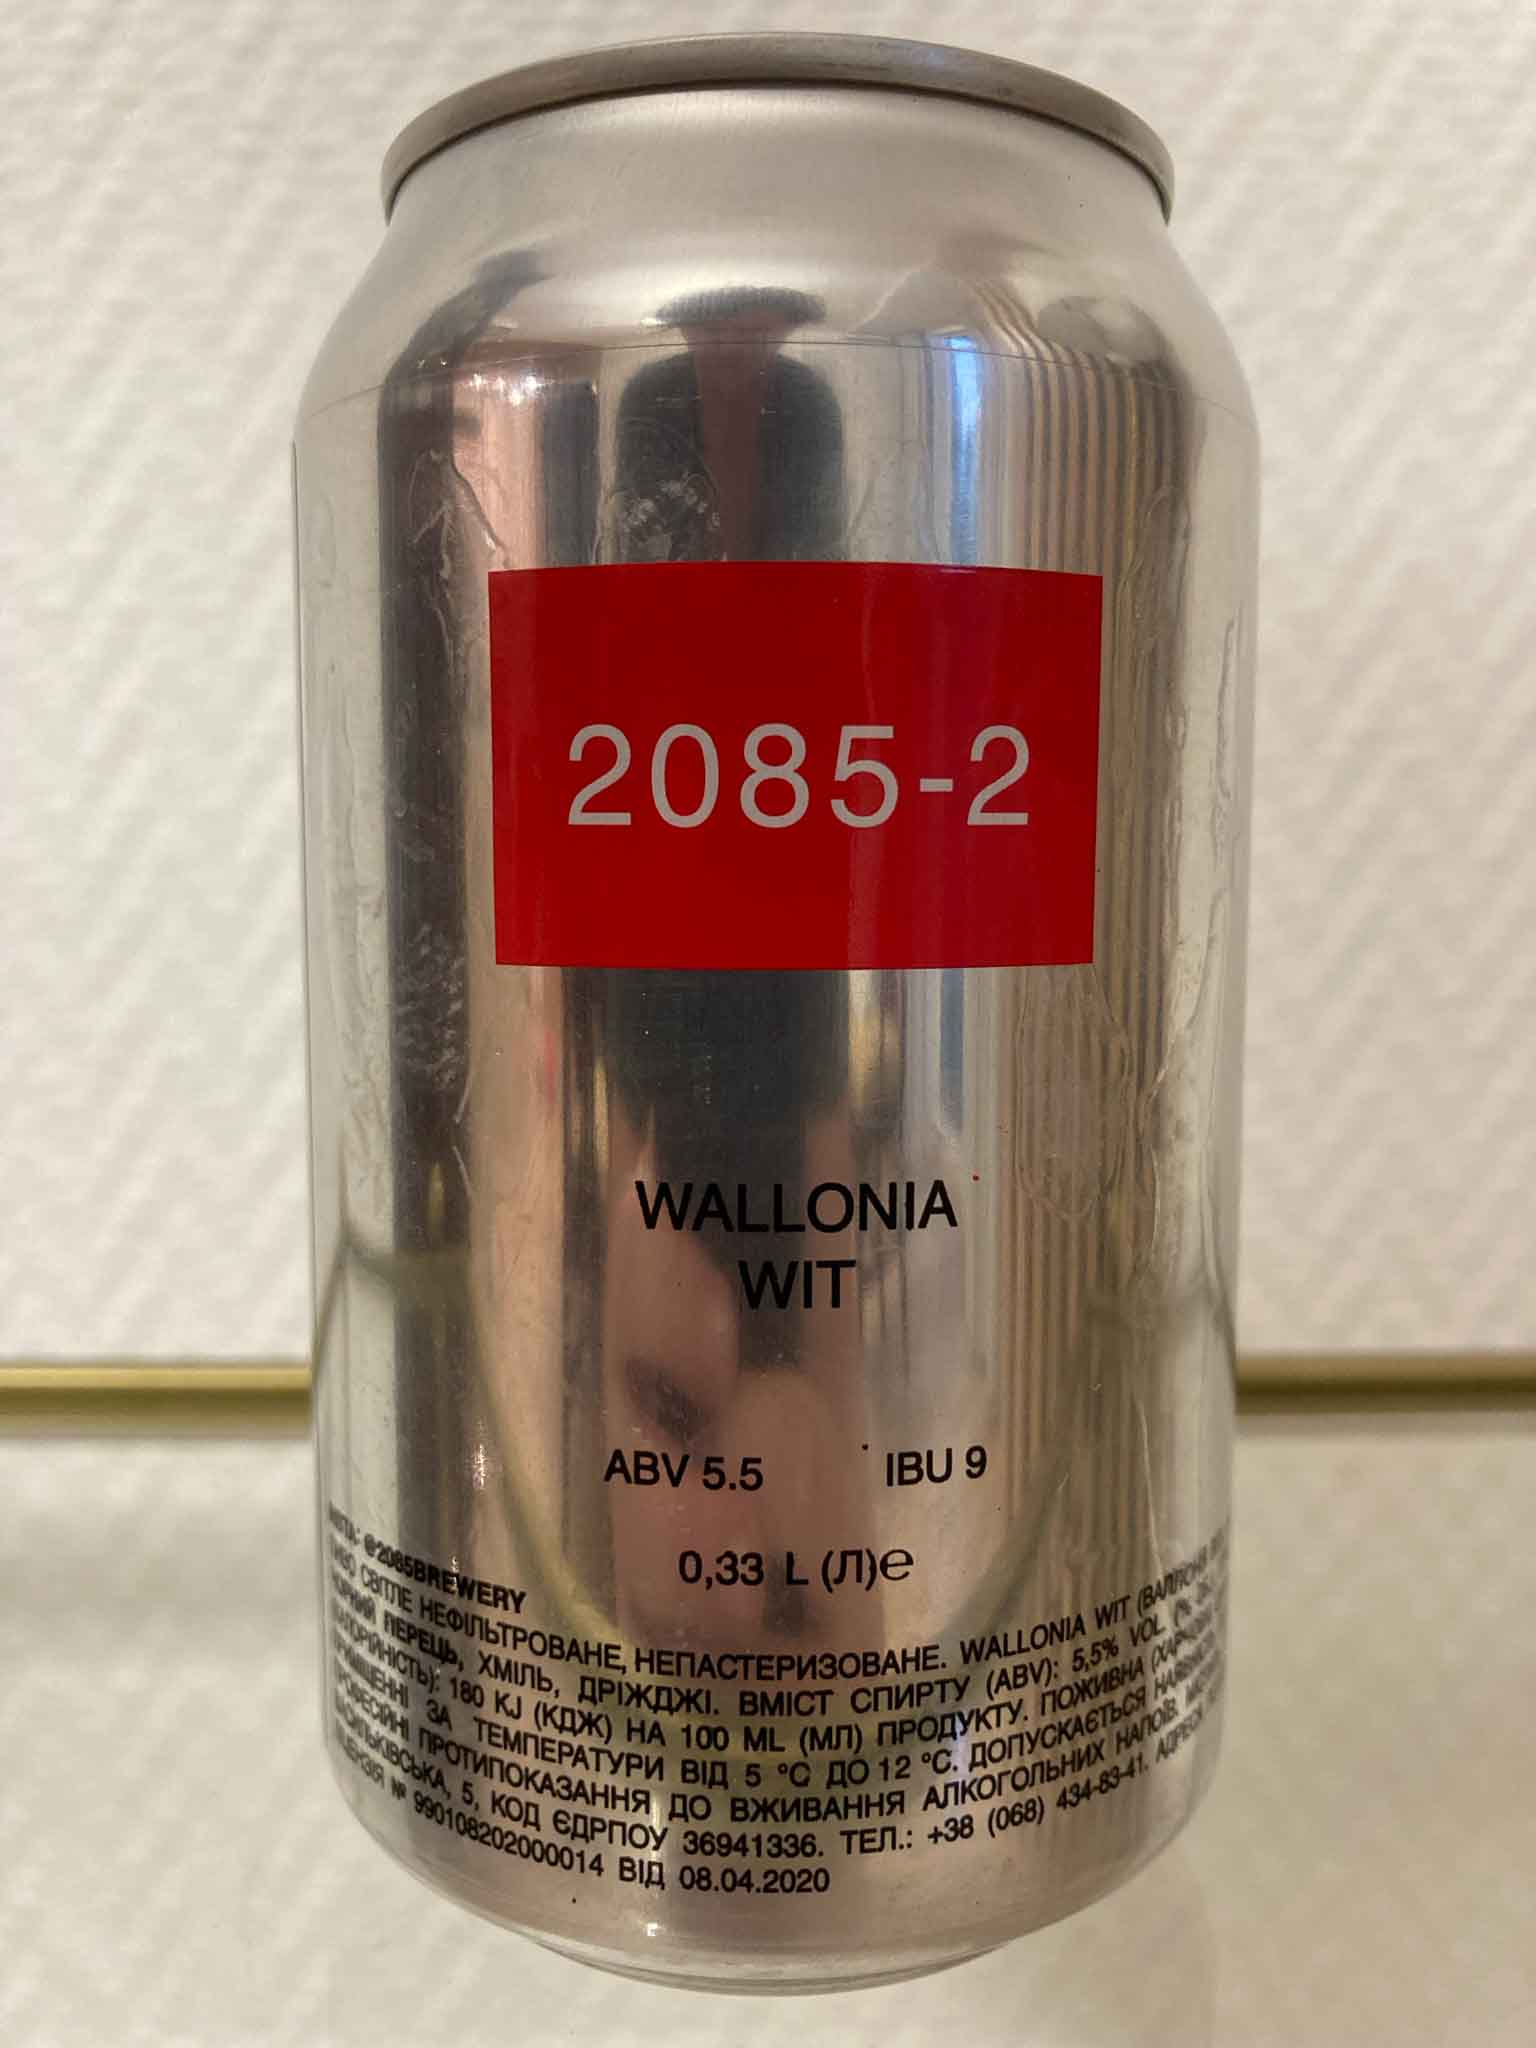 2085-2
WALLONIA
WIT
ABV 5.5 IBU 9
0,33 L (Л)℮
@2085BREWERY
СВІТЛЕ НЕФІЛЬТРОВАНЕ, НЕПАСТЕРИЗОВАНЕ. WALLONIA WIT
ПЕРЕЦЬ, ХМІЛЬ, ДРІЖДЖІ. ВМІСТ СПИРТУ (ABV): 5,5% VOL
180 KJ (КДЖ) НА 100 ML (МЛ) ПРОДУКТУ. ПОЖИВНА
ЗА ТЕМПЕРАТУРИ ВІД 5 °C ДО 12 °C. ДОПУСКАЄТЬСЯ
ПРОТИПОКАЗАННЯ ДО ВЖИВАННЯ АЛКОГОЛЬНИХ НАПОЇВ.
5, КОД ЄДРПОУ 36941336. ТЕЛ.: +38 (068) 434-83-41. АДРЕСА
№ 990108202000014 ВІД 08.04.2020